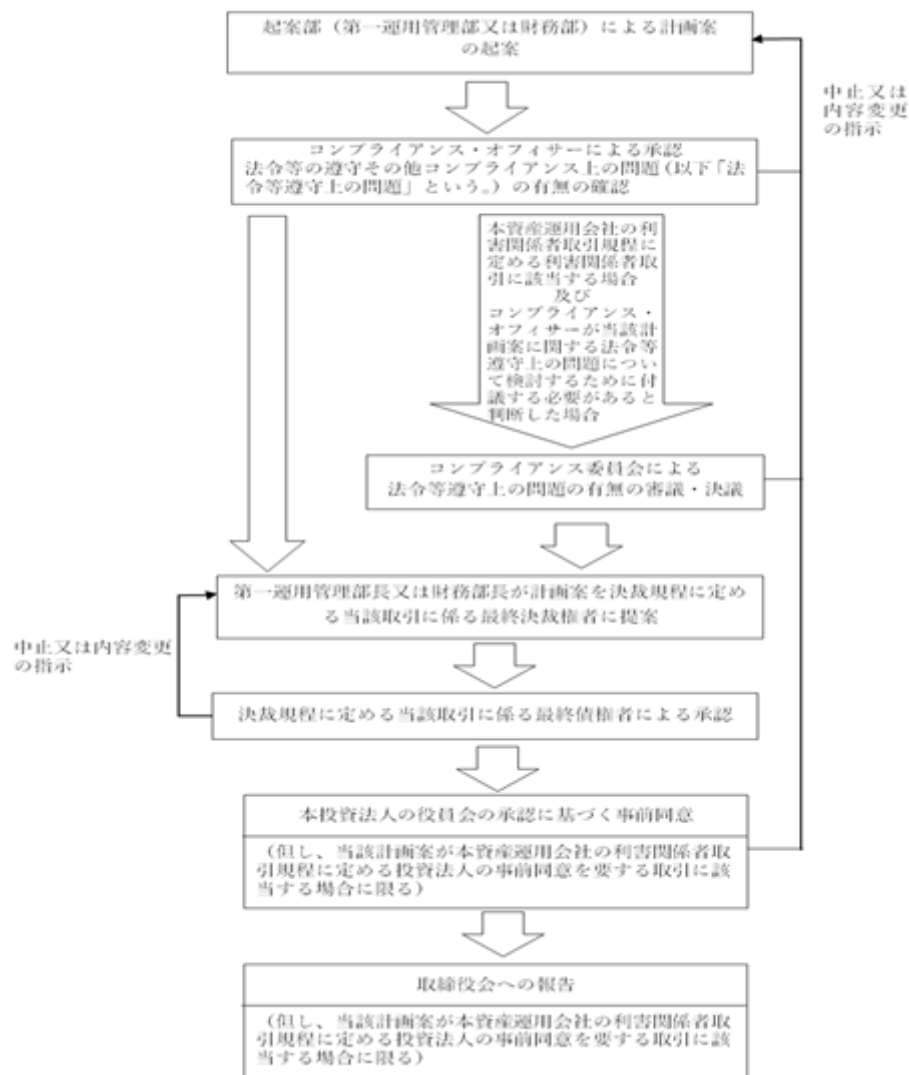 起案部（第一運用管理部又は財務部）による計画案
の起案
中止又は
内容変更
の指示
コンプライアンス・オフィサーによる承認
法令等の遵守その他コンプライアンス上の問題（以下「法
令等遵守上の問題」という。）の有無の確認
本資産運用会社の利
害関係者取引規程に
定める利害関係者取
引に該当する場合
及び
コンプライアンス・
オフィサーが当該計
画案に関する法令等
遵守上の問題につい
て検討するために付
議する必要があると
判断した場合
コンプライアンス委員会による
法令等遵守上の問題の有無の審議・決議
第一運用管理部長又は財務部長が計画案を決裁規程に定め
る当該取引に係る最終決裁権者に提案
中止又は内容変更
の指示
決裁規程に定める当該取引に係る最終債権者による承認
本投資法人の役員会の承認に基づく事前同意
（但し、当該計画案が本資産運用会社の利害関係者取
引規程に定める投資法人の事前同意を要する取引に該
当する場合に限る）
取締役会への報告
（但し、当該計画案が本資産運用会社の利害関係者取
引規程に定める投資法人の事前同意を要する取引に該
当する場合に限る）